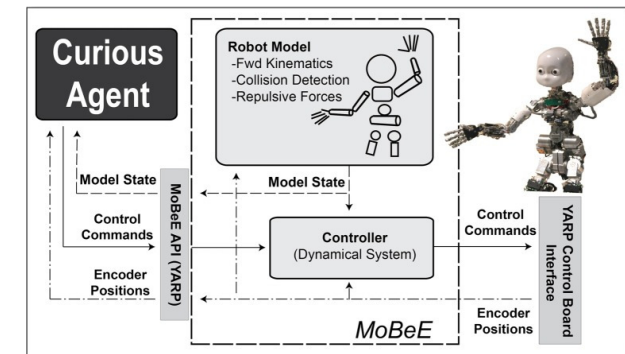 Curious
Agent
Robot Model
-Fwd Kinematics
-Collision Detection
-Repulsive Forces
Model State
Model State
MoBeE API (YARP)
Control
Commands
Controller
(Dynamical System)
Control
Commands
YARP Control Board
Interface
Encoder
Positions
Encoder
Positions
MoBeE